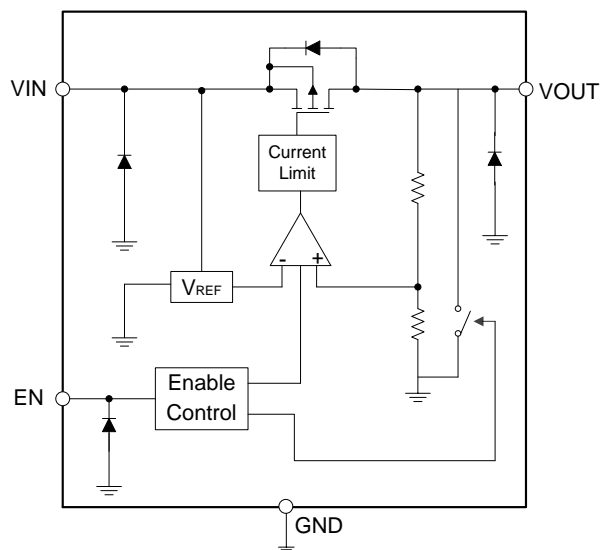 VIN
VOUT
Current
Limit
- +
VREF
EN
Enable
Control
GND